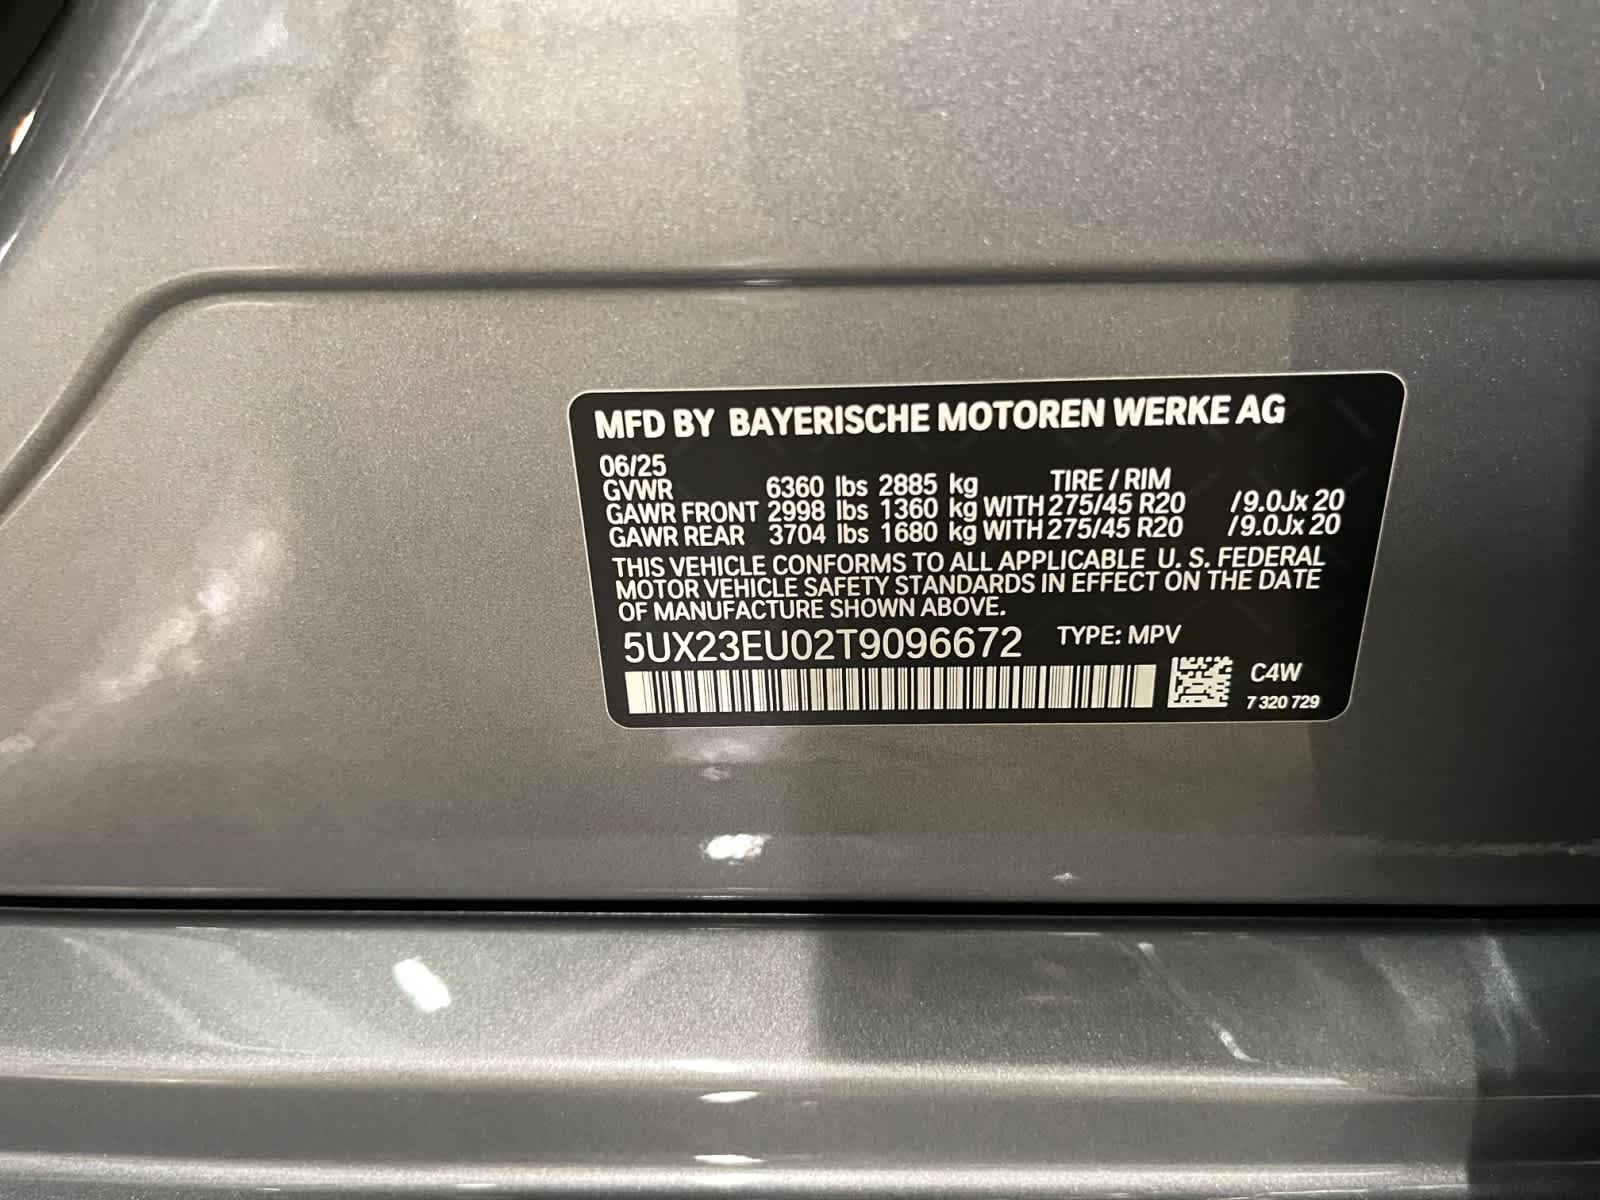 MFD BY BAYERISCHE MOTOREN WERKE AG
06/25
GVWR 6360 lbs 2885 kg TIRE / RIM
GAWR FRONT 2998 lbs 1360 kg WITH 275/45 R20 /9.0Jx 20
GAWR REAR 3704 lbs 1680 kg WITH 275/45 R20 /9.0Jx 20
THIS VEHICLE CONFORMS TO ALL APPLICABLE U. S. FEDERAL
MOTOR VEHICLE SAFETY STANDARDS IN EFFECT ON THE DATE
OF MANUFACTURE SHOWN ABOVE.
5UX23EU02T9096672 TYPE: MPV
C4W
7 320 729